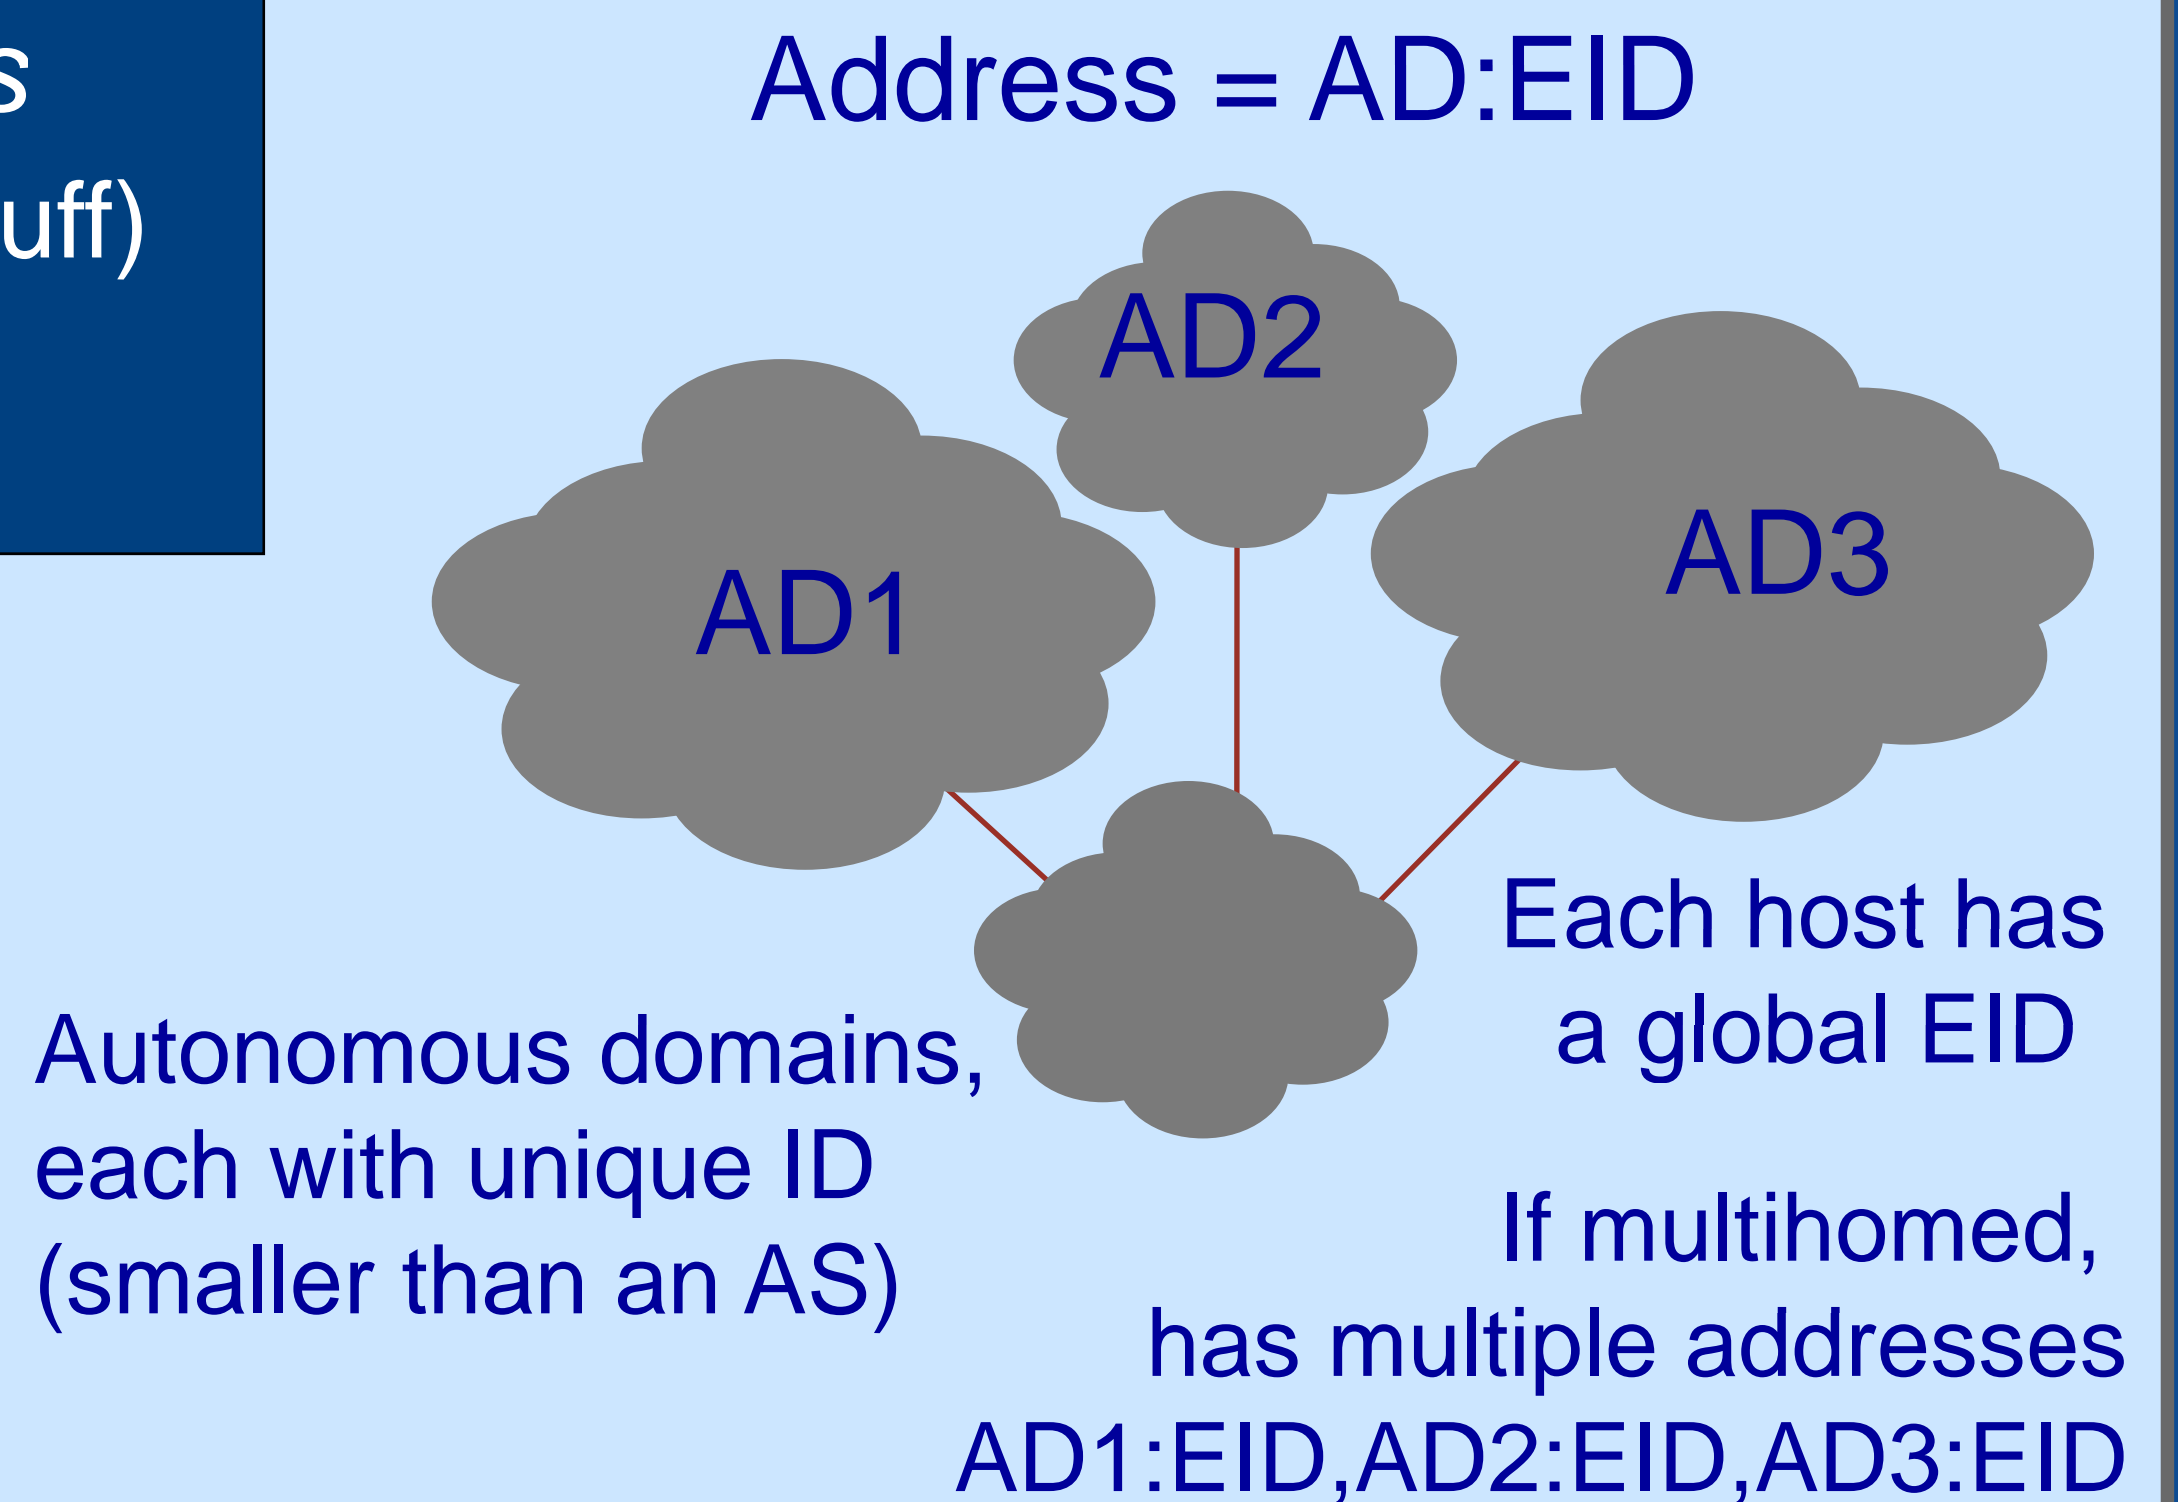 Address = AD:EID
AD2
AD1
AD3
Each host has
a global EID
Autonomous domains,
each with unique ID
(smaller than an AS)
If multihomed,
has multiple addresses
AD1:EID,AD2:EID,AD3:EID